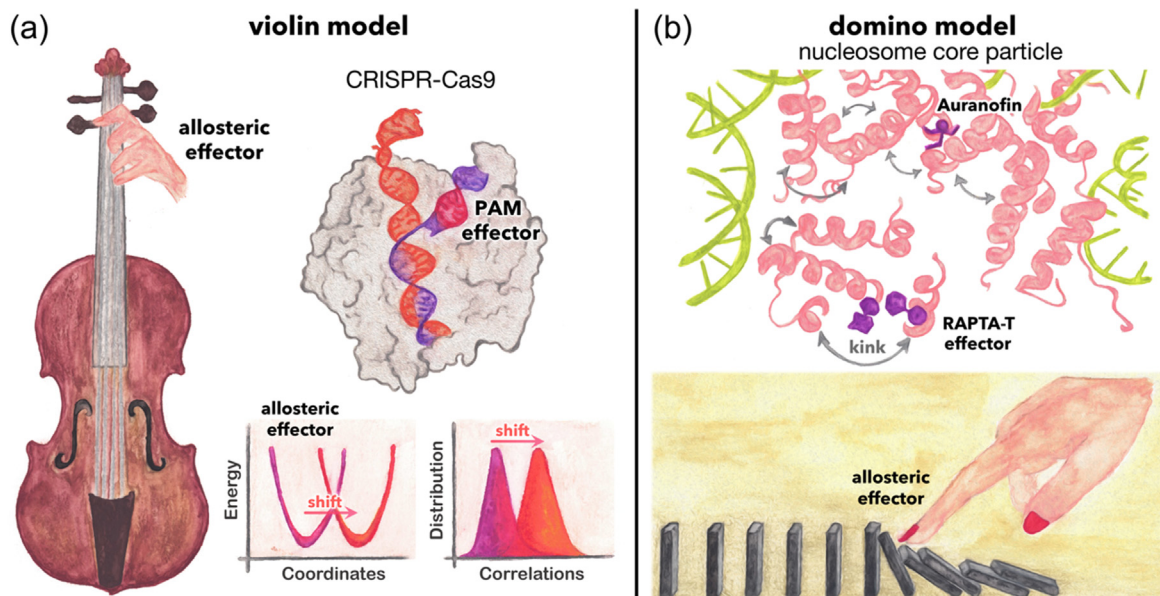 (a)
violin model
allosteric
effector
CRISPR-Cas9
PAM
effector
allosteric
effector
Energy
shift
Coordinates
Distribution
shift
Correlations
(b)
domino model
nucleosome core particle
Auranofin
RAPTA-T
effector
kink
allosteric
effector